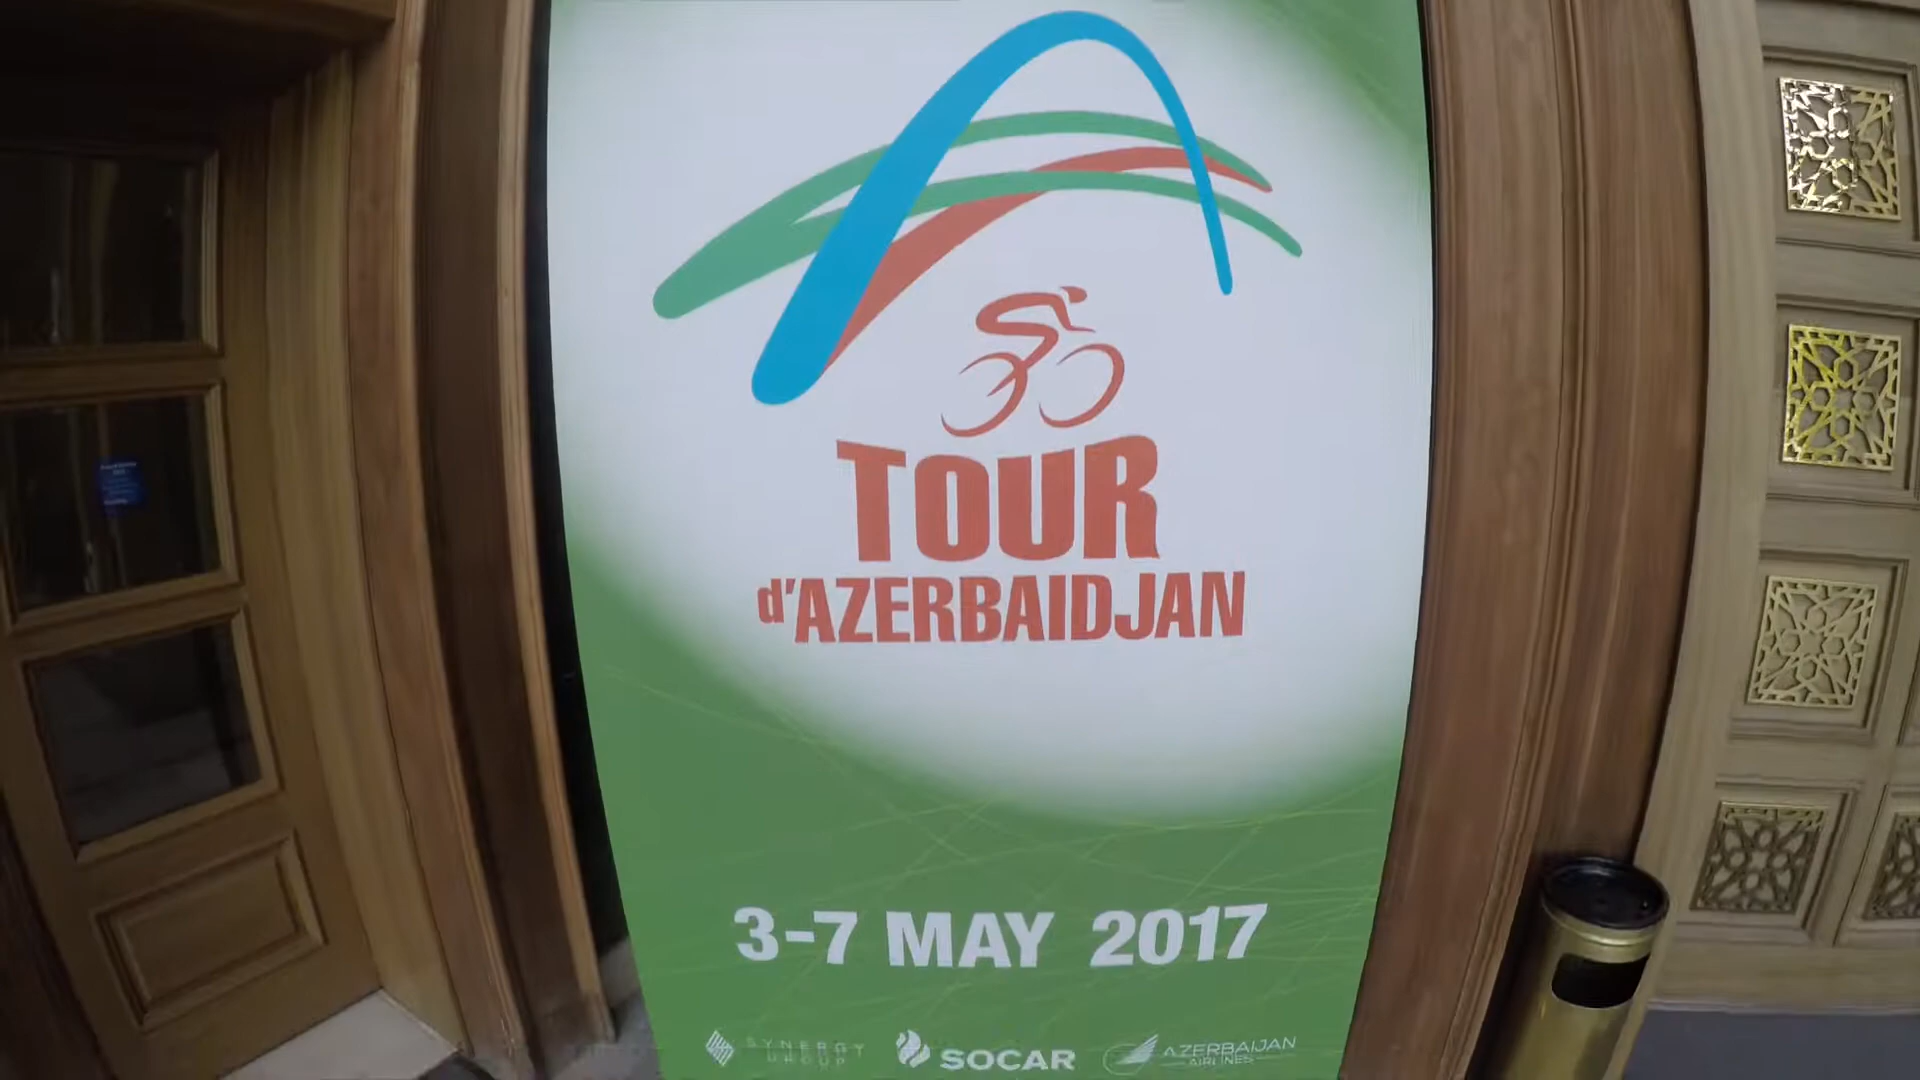 TOUR
d'AZERBAIDJAN
3-7 MAY 2017
SYNERGY
GROUP
SOCAR
AZERBAIJAN
AIRLINES